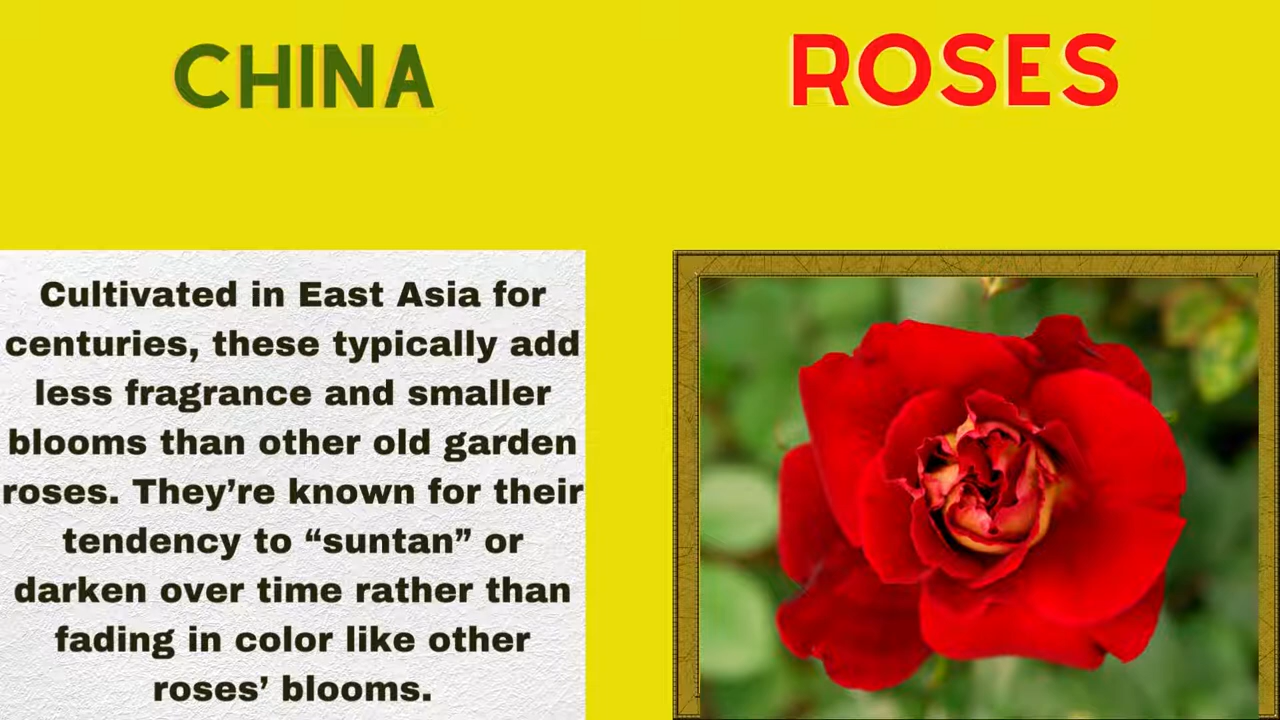 CHINA
ROSES
Cultivated in East Asia for
centuries, these typically add
less fragrance and smaller
blooms than other old garden
roses. They’re known for their
tendency to “suntan” or
darken over time rather than
fading in color like other
roses’ blooms.